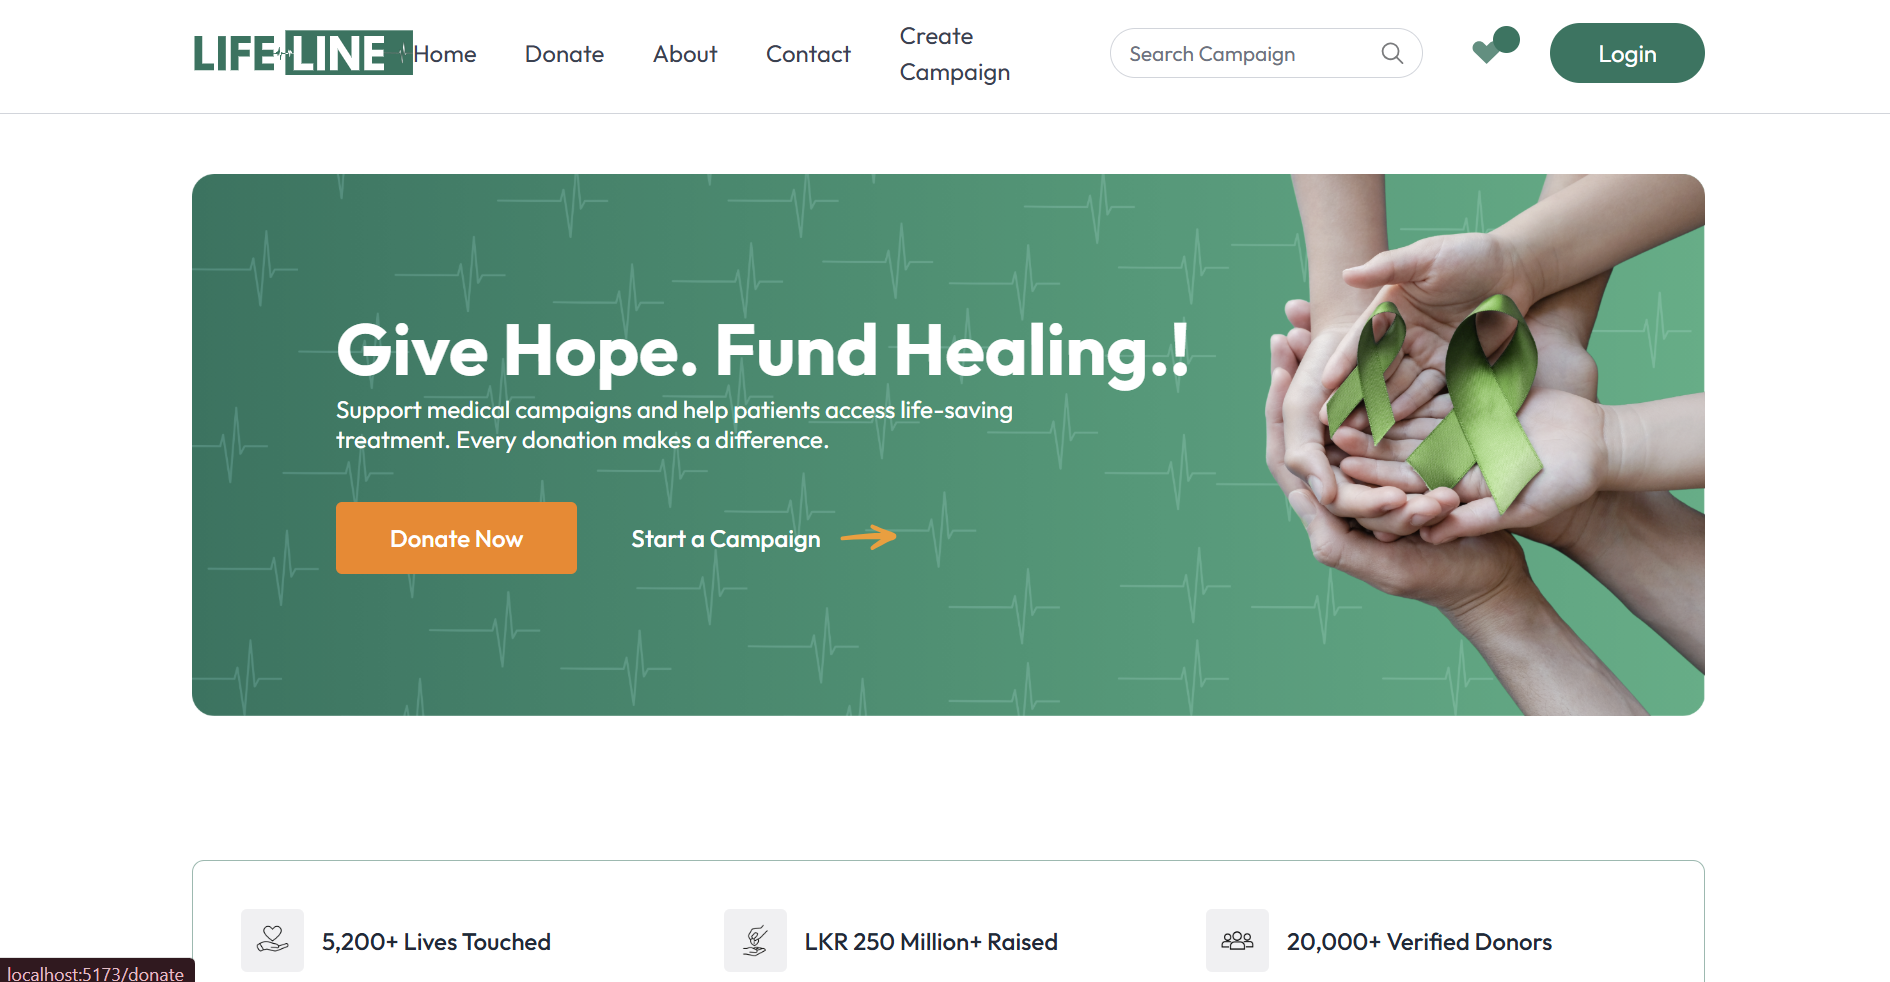 LIFE LINE
Home
Donate
About
Contact
Create
Campaign
Search Campaign
Login
Give Hope. Fund Healing.!
Support medical campaigns and help patients access life-saving
treatment. Every donation makes a difference.
Donate Now
Start a Campaign
5,200+ Lives Touched
LKR 250 Million+ Raised
20,000+ Verified Donors
localhost:5173/donate